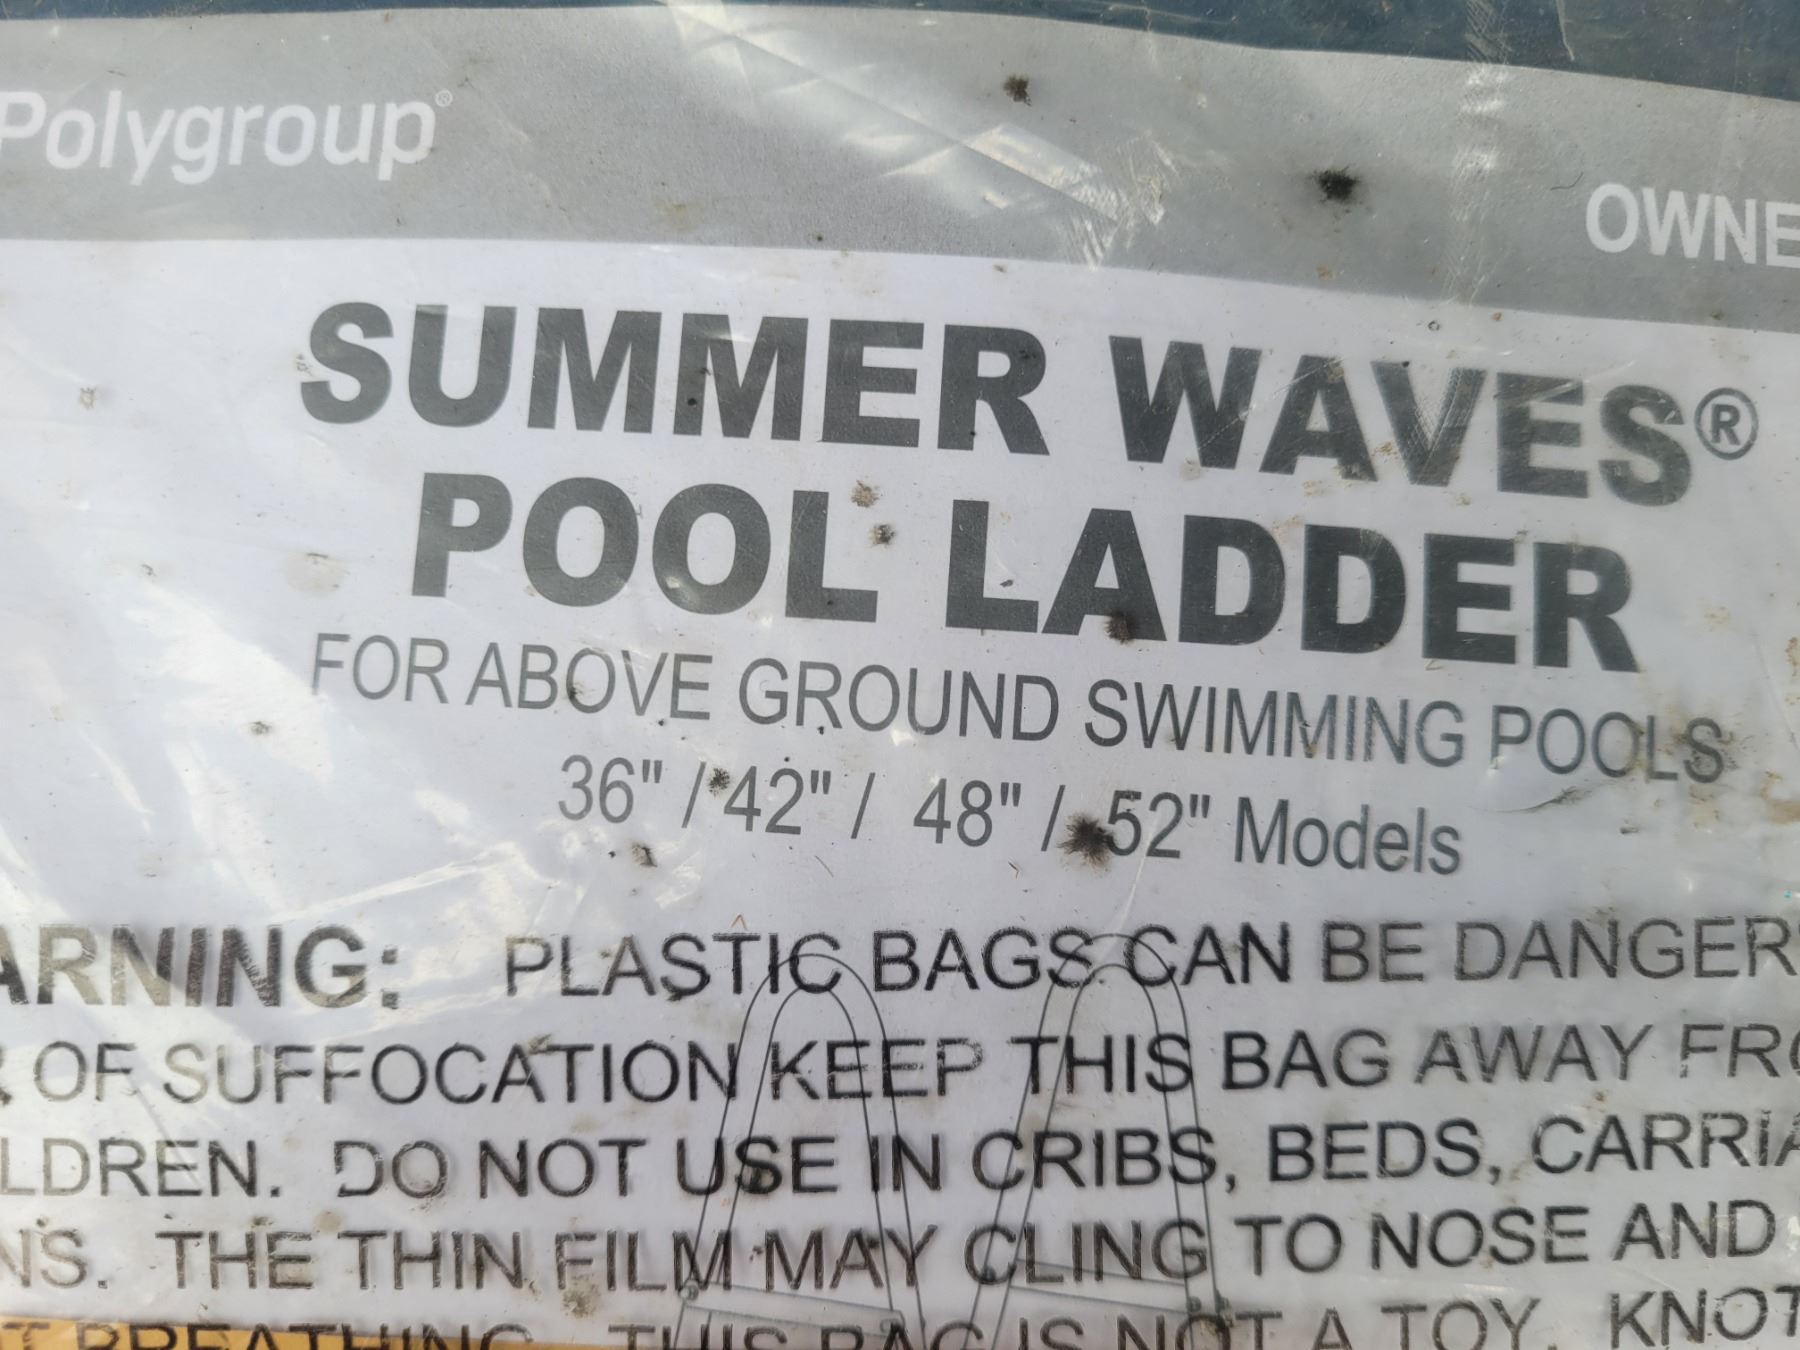 Polygroup®
OWNE
SUMMER WAVES®
POOL LADDER
FOR ABOVE GROUND SWIMMING POOLS
36" / 42" / 48" / 52" Models
ARNING: PLASTIC BAGS CAN BE DANGER
R OF SUFFOCATION KEEP THIS BAG AWAY FRO
LDREN. DO NOT USE IN CRIBS, BEDS, CARRIA
NS. THE THIN FILM MAY CLING TO NOSE AND
T BREATHING. THIS BAG IS NOT A TOY. KNOT